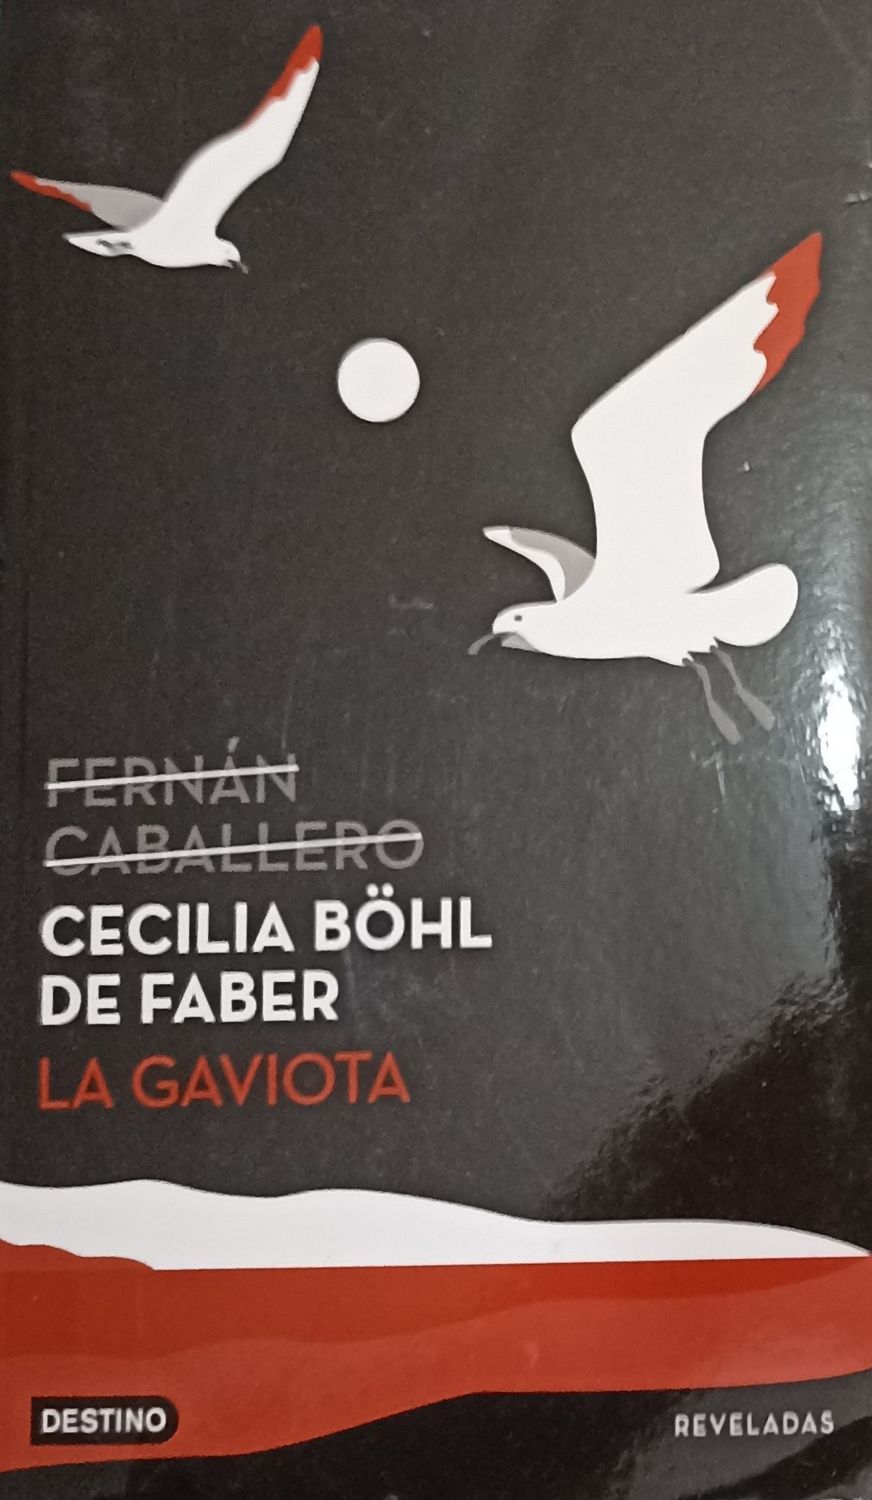 FERNÁN
CABALLERO
CECILIA BÖHL
DE FABER
LA GAVIOTA
DESTINO
REVELADAS